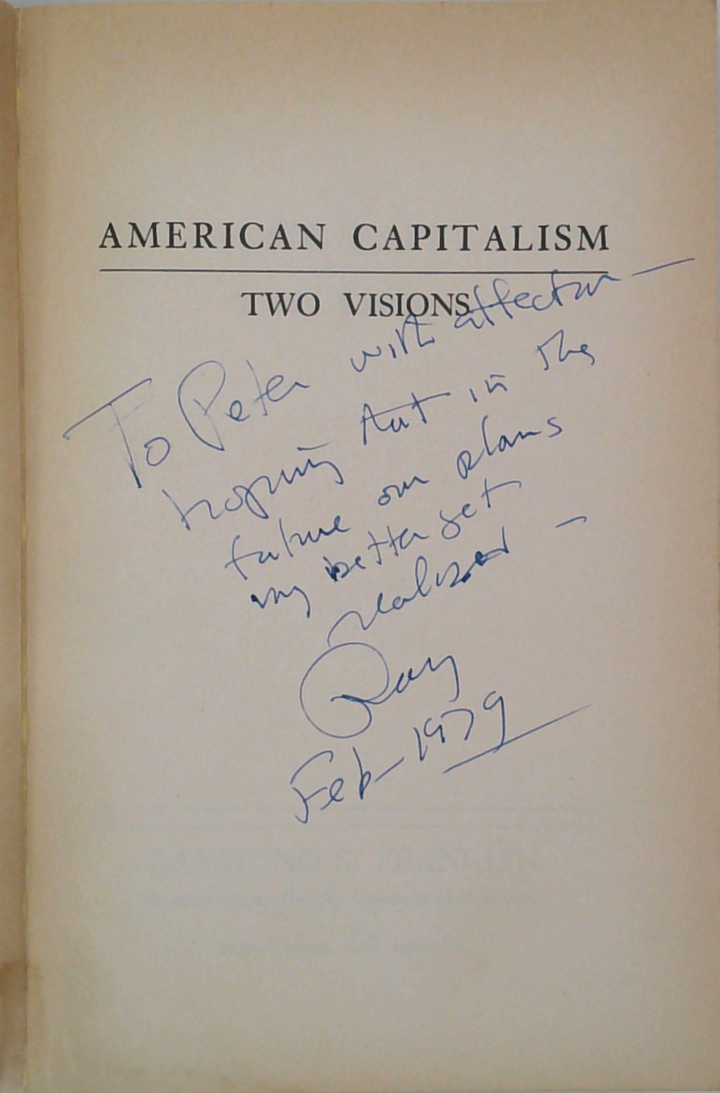 AMERICAN CAPITALISM
TWO VISIONS
To Peter with affection —
hoping that in the
future our plans
may better get
realized —
Ray
Feb - 1979